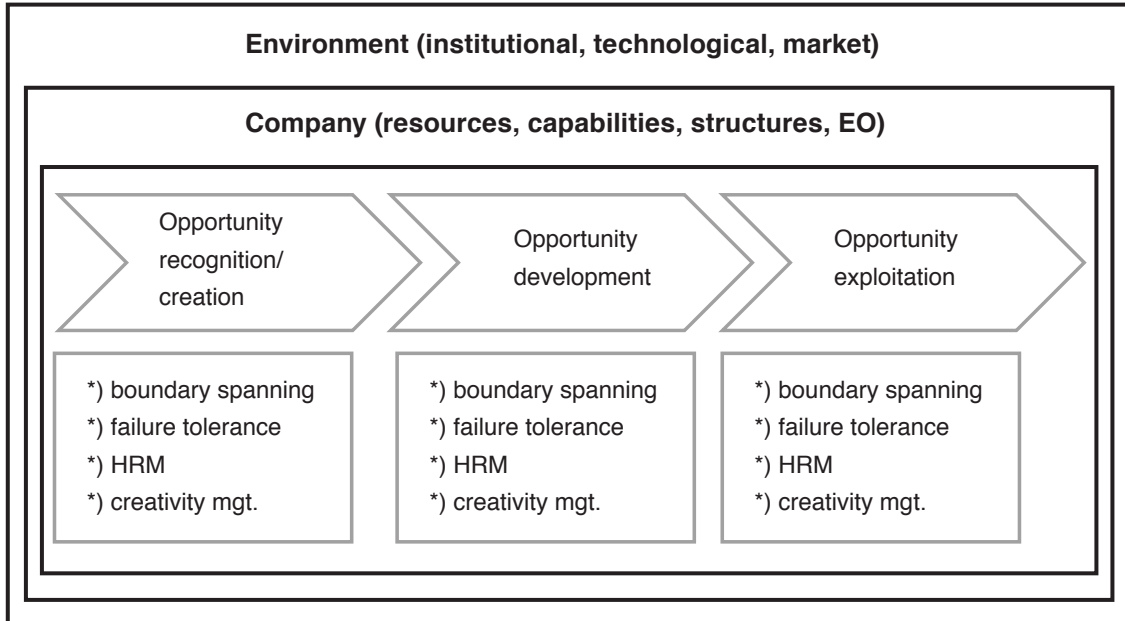 Environment (institutional, technological, market)
Company (resources, capabilities, structures, EO)
Opportunity
recognition/
creation
Opportunity
development
Opportunity
exploitation
*) boundary spanning
*) failure tolerance
*) HRM
*) creativity mgt.
*) boundary spanning
*) failure tolerance
*) HRM
*) creativity mgt.
*) boundary spanning
*) failure tolerance
*) HRM
*) creativity mgt.